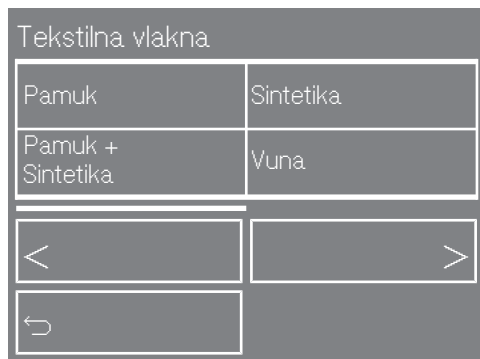 Tekstilna vlakna
Pamuk
Sintetika
Pamuk +
Sintetika
Vuna
<
>